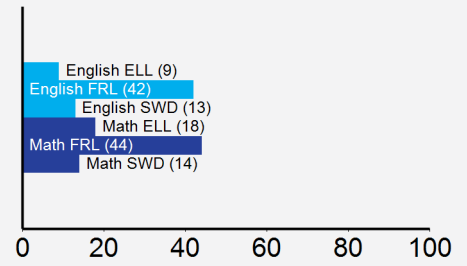 English ELL (9)
English FRL (42)
English SWD (13)
Math ELL (18)
Math FRL (44)
Math SWD (14)
0 20 40 60 80 100